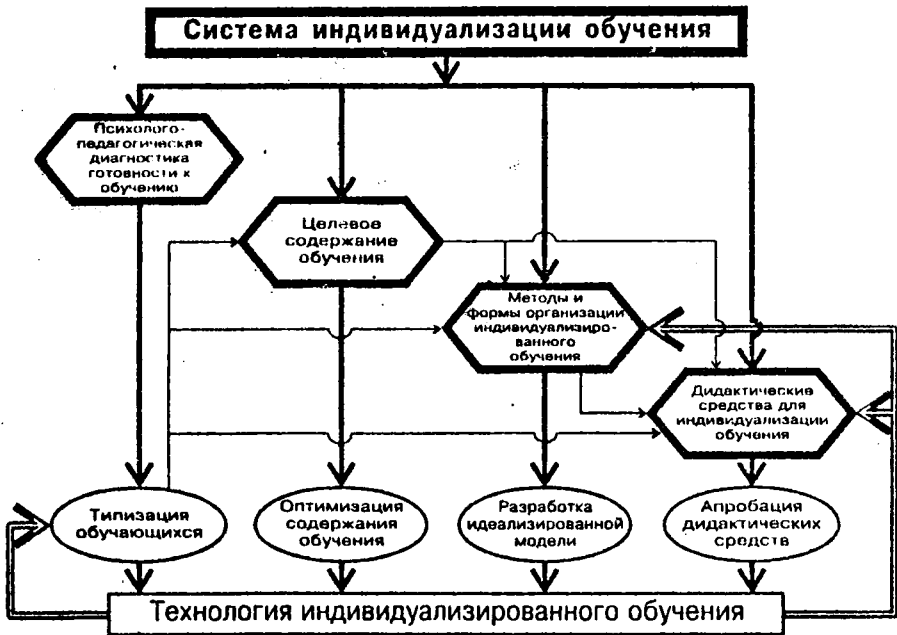 Система индивидуализации обучения
Психолого-
педагогическая
диагностика
готовности к
обучению
Целевое
содержание
обучения
Методы и
формы организации
индивидуализиро-
ванного
обучения
Дидактические
средства для
индивидуализации
обучения
Типизация
обучающихся
Оптимизация
содержания
обучения
Разработка
идеализированной
модели
Апробация
дидактических
средств
Технология индивидуализированного обучения